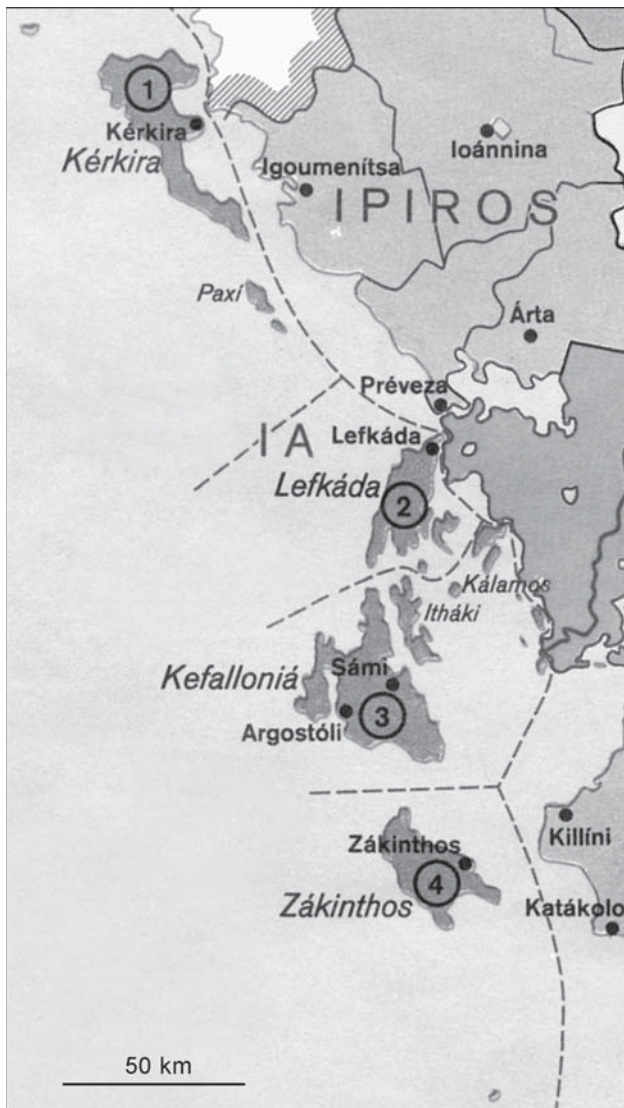 1
Kérkira
Kérkira
Ioánnina
Igoumenítsa
IPIROS
Paxí
Árta
Préveza
IA
Lefkáda
Lefkáda
2
Kálamos
Itháki
Kefalloniá
Sámi
3
Argostóli
Killíni
Zákinthos
4
Zákinthos
Katákolo
50 km